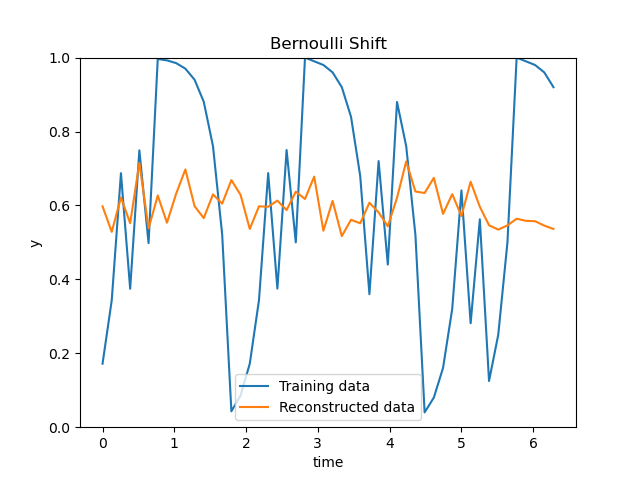 Bernoulli Shift
y
1.0
0.8
0.6
0.4
0.2
0.0
Training data
Reconstructed data
0 1 2 3 4 5 6
time